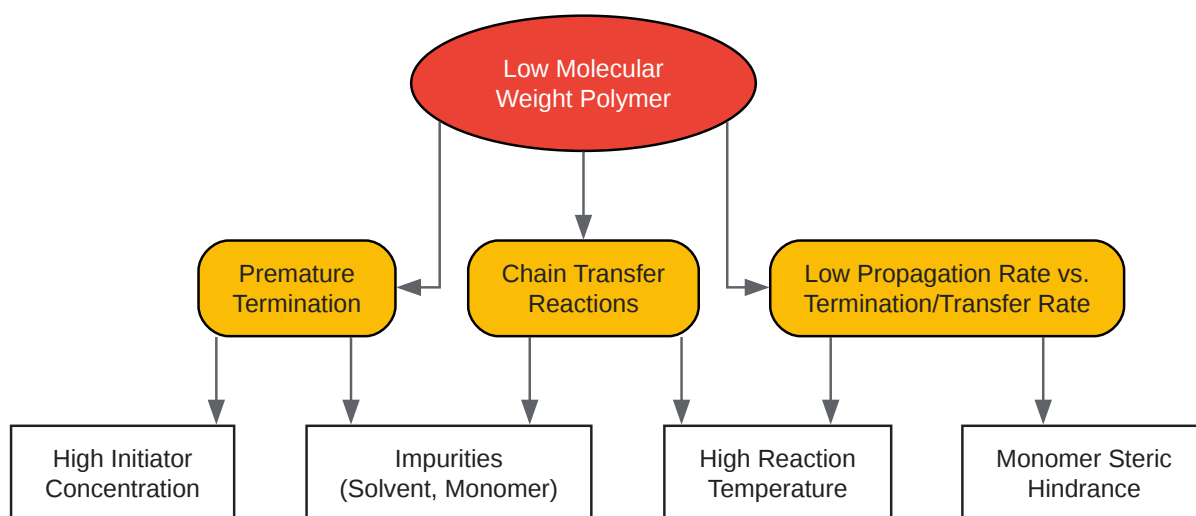 Low Molecular
Weight Polymer
Premature
Termination
Chain Transfer
Reactions
Low Propagation Rate vs.
Termination/Transfer Rate
High Initiator
Concentration
Impurities
(Solvent, Monomer)
High Reaction
Temperature
Monomer Steric
Hindrance